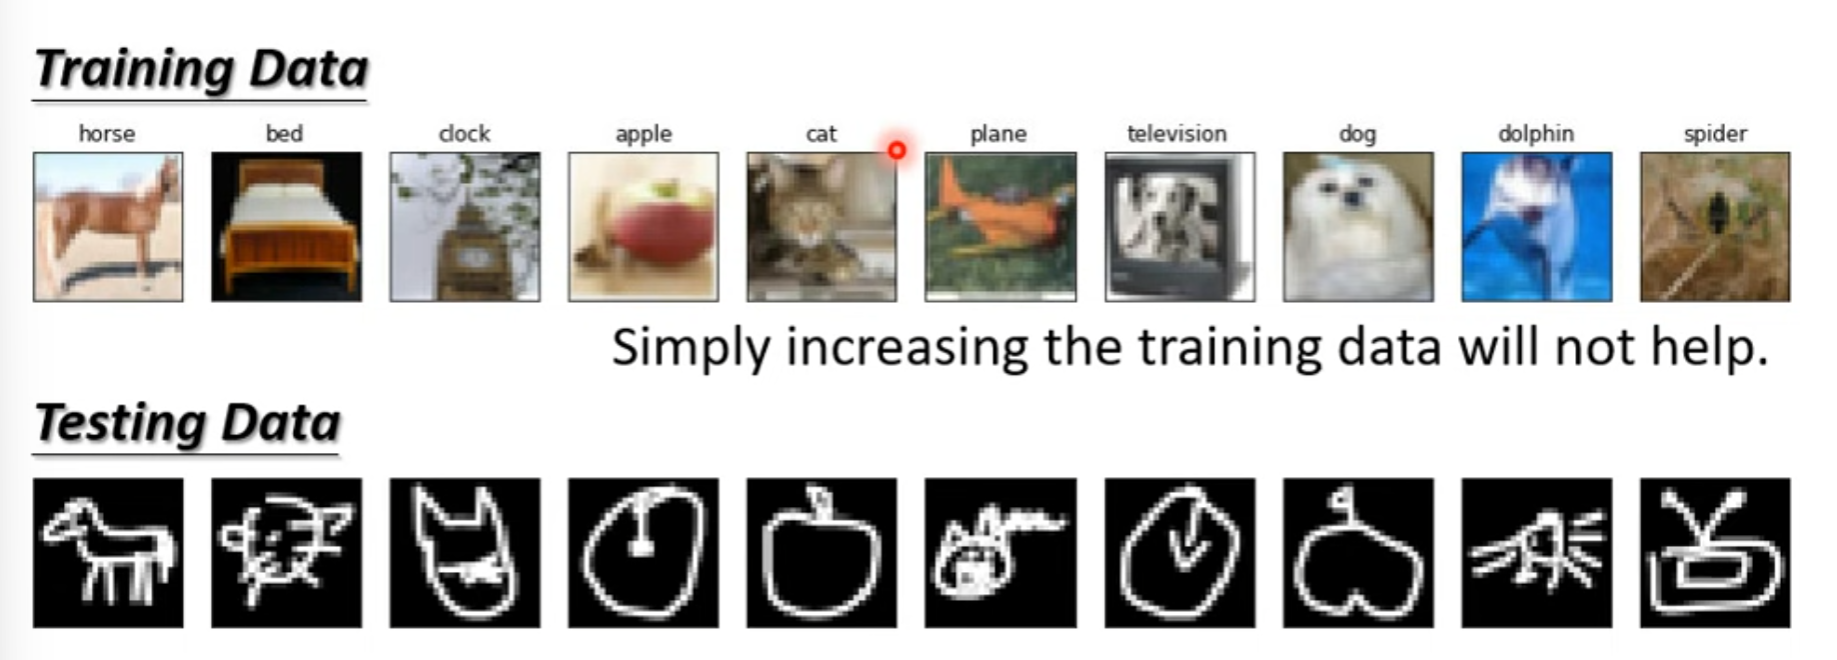 Training Data
horse bed clock apple cat plane television dog dolphin spider
Simply increasing the training data will not help.
Testing Data